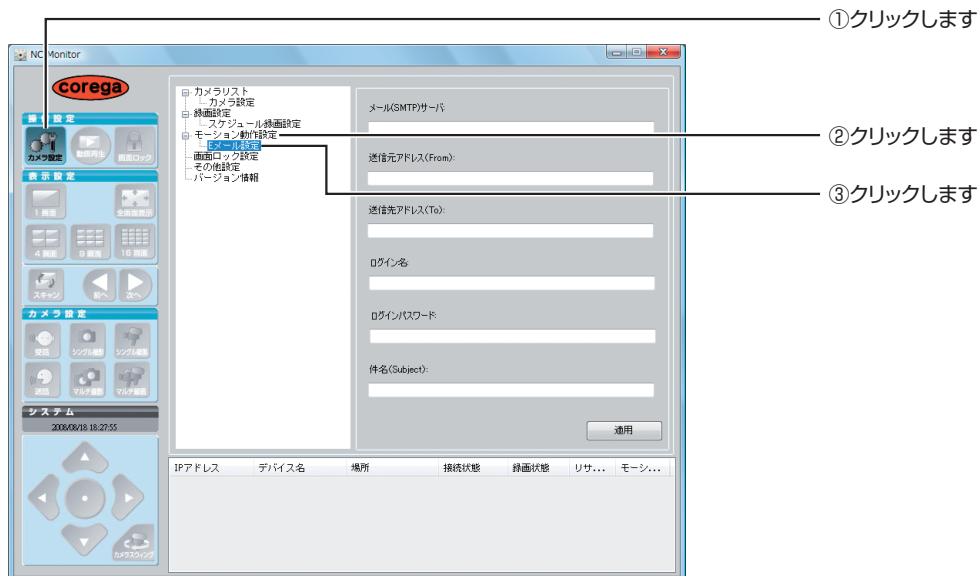 ①クリックします
NC Monitor
corega
操作設定
カメラ設定
動画再生
画面ロック
表示設定
1 画面
全画面表示
4 画面
9 画面
16 画面
スキャン
前へ
次へ
カメラ設定
受話
シングル撮影
シングル録画
送話
マルチ撮影
マルチ録画
システム
2008/08/18 18:27:55
カメラスウィング
カメラリスト
カメラ設定
録画設定
スケジュール録画設定
モーション動作設定
Eメール設定
画面ロック設定
その他設定
バージョン情報
メール(SMTP)サーバ:
送信元アドレス(From):
送信先アドレス(To):
ログイン名:
ログインパスワード:
件名(Subject):
適用
②クリックします
③クリックします
IPアドレス デバイス名 場所 接続状態 録画状態 リサ... モーシ...